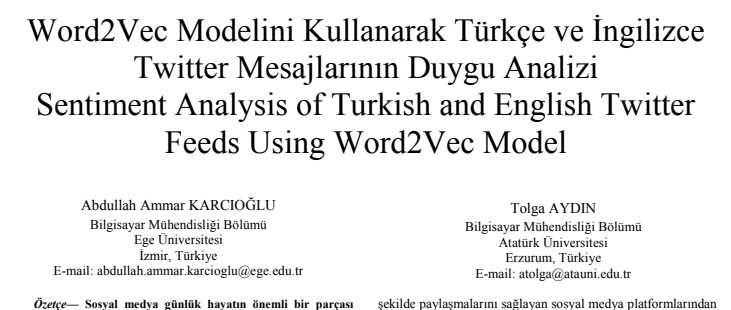 Word2Vec Modelini Kullanarak Türkçe ve İngilizce
Twitter Mesajlarının Duygu Analizi
Sentiment Analysis of Turkish and English Twitter
Feeds Using Word2Vec Model
Abdullah Ammar KARCIOĞLU
Bilgisayar Mühendisliği Bölümü
Ege Üniversitesi
İzmir, Türkiye
E-mail: abdullah.ammar.karcioglu@ege.edu.tr
Tolga AYDIN
Bilgisayar Mühendisliği Bölümü
Atatürk Üniversitesi
Erzurum, Türkiye
E-mail: atolga@atauni.edu.tr
Özetçe— Sosyal medya günlük hayatın önemli bir parçası
şekilde paylaşmalarını sağlayan sosyal medya platformlarından